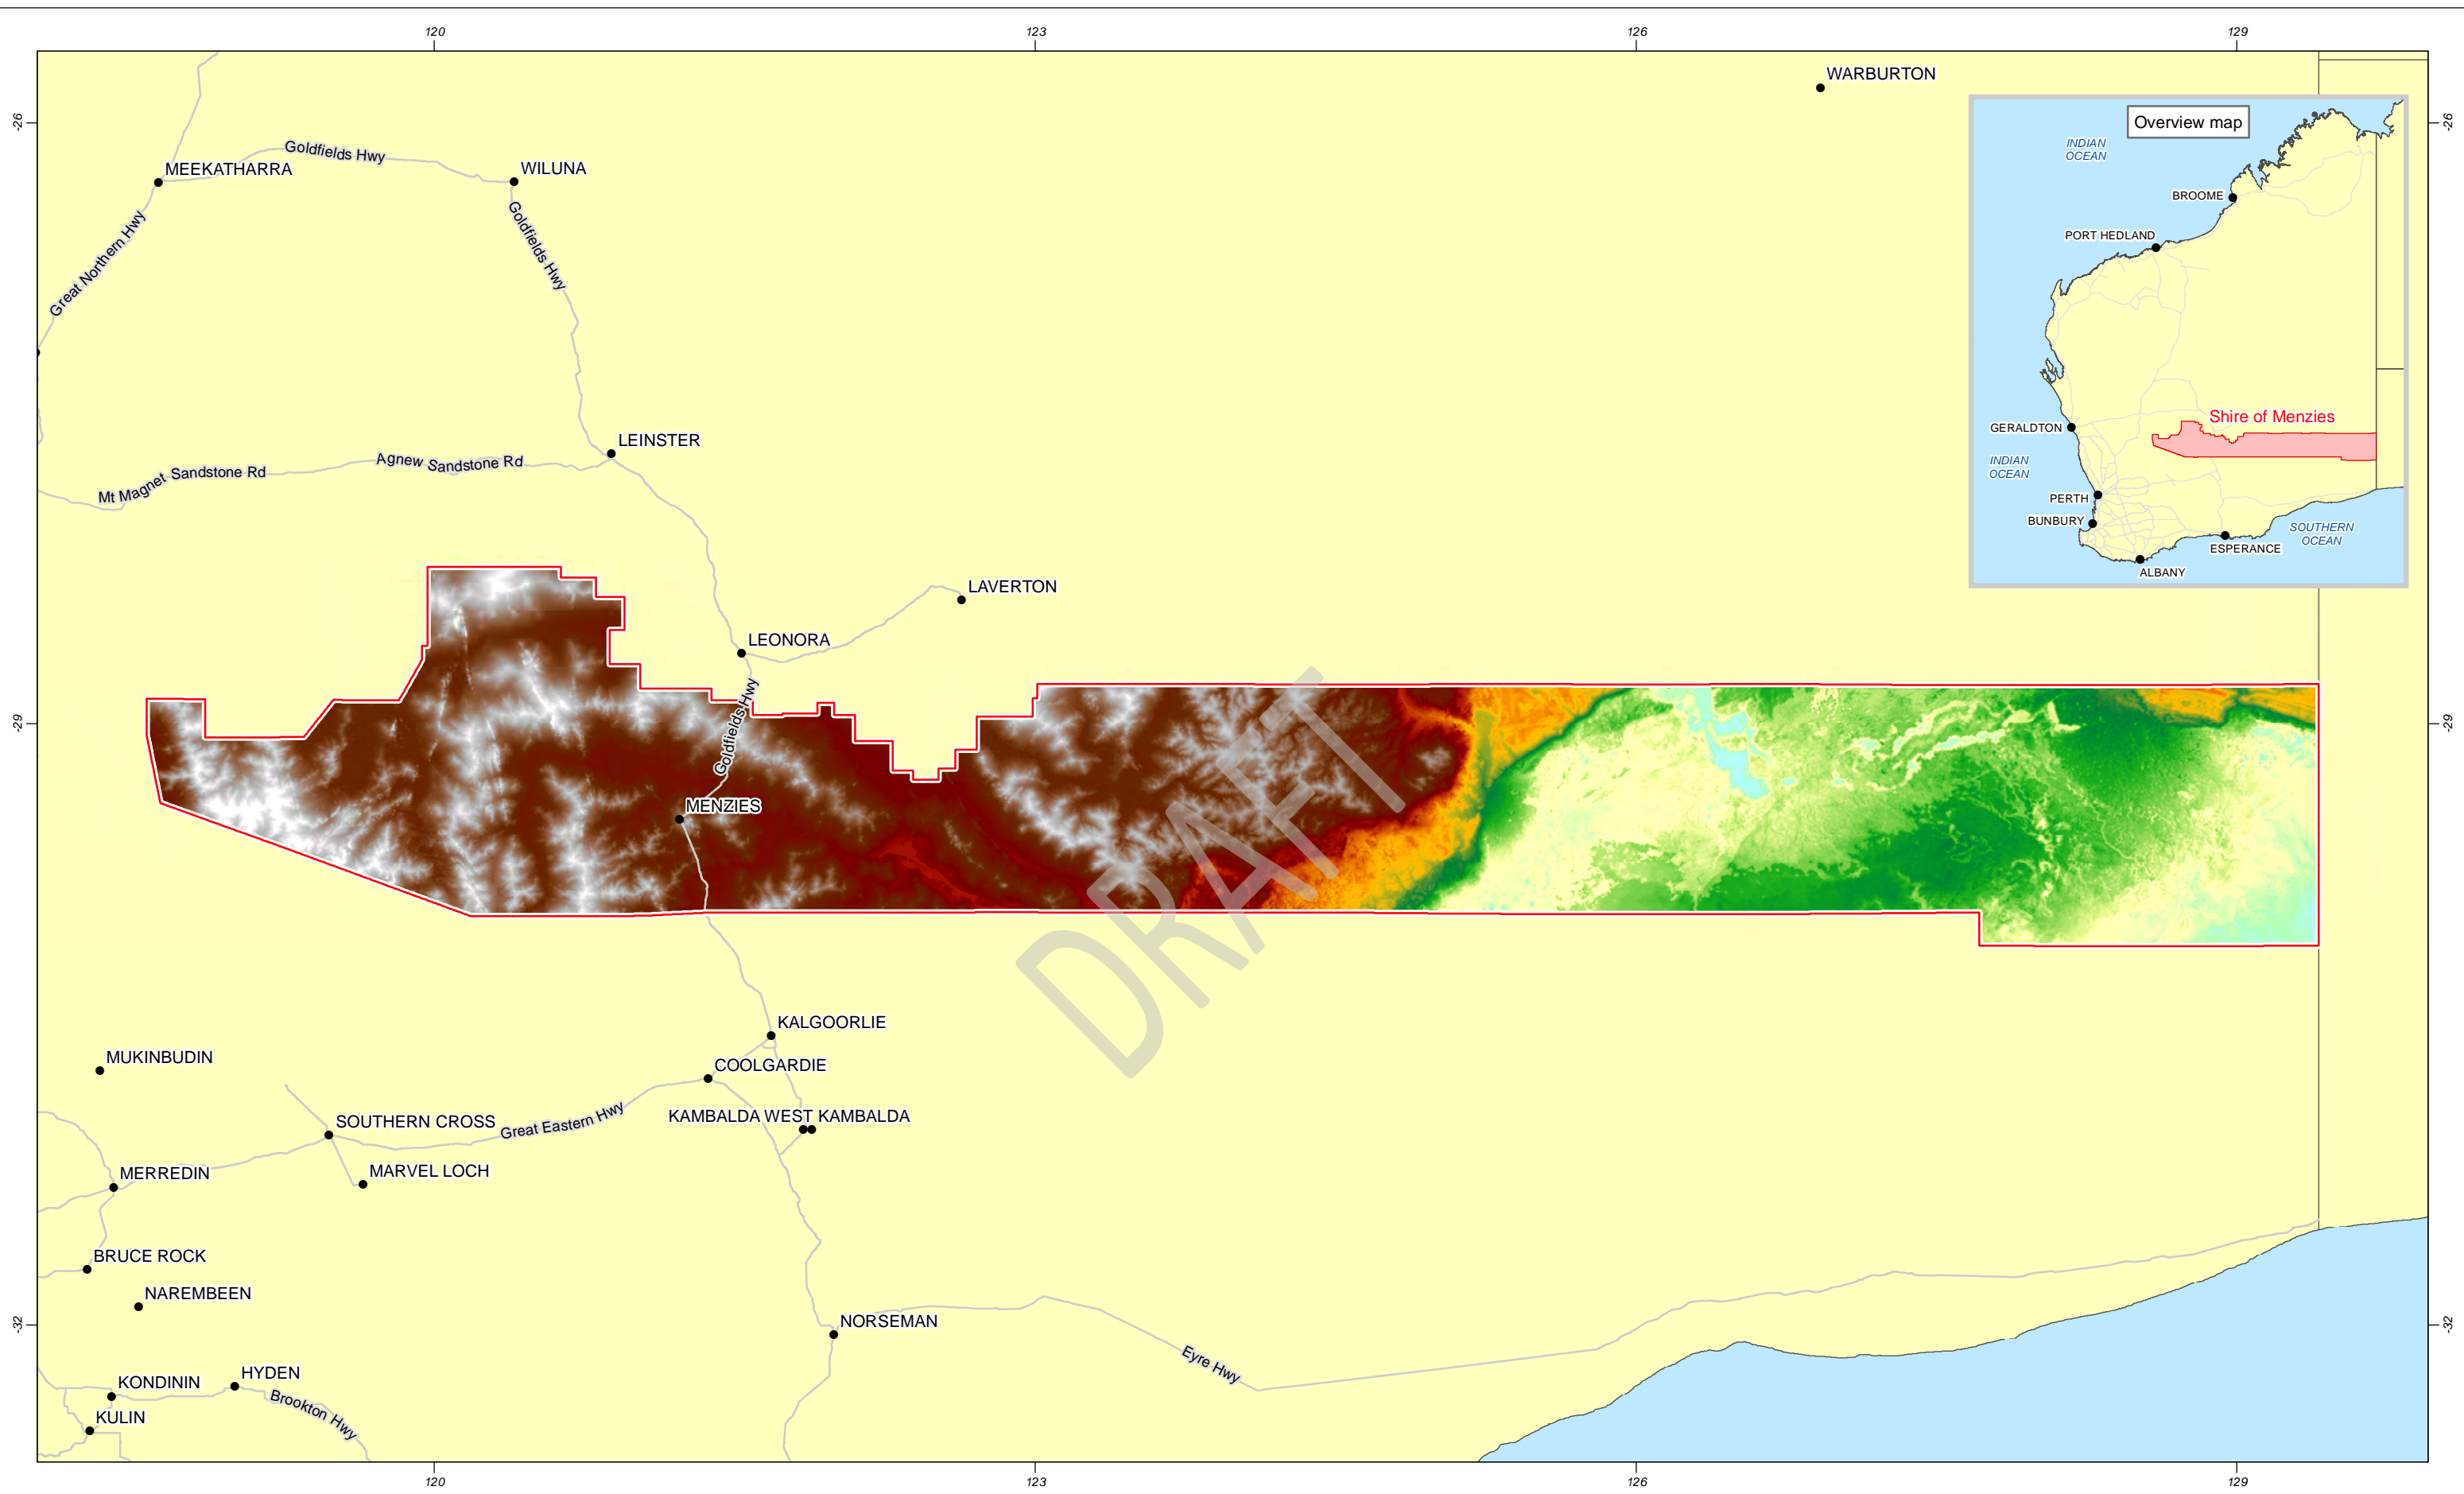 120
123
126
129
-26
-26
WARBURTON
Overview map
INDIAN
OCEAN
BROOME
PORT HEDLAND
Shire of Menzies
GERALDTON
INDIAN
OCEAN
PERTH
BUNBURY
SOUTHERN
OCEAN
ESPERANCE
ALBANY
Goldfields Hwy
MEEKATHARRA
WILUNA
Great Northern Hwy
Goldfields Hwy
LEINSTER
Mt Magnet Sandstone Rd
Agnew Sandstone Rd
LAVERTON
LEONORA
Goldfields Hwy
-29
-29
MENZIES
DRAFT
KALGOORLIE
MUKINBUDIN
COOLGARDIE
SOUTHERN CROSS
Great Eastern Hwy
KAMBALDA WEST
KAMBALDA
MERREDIN
MARVEL LOCH
BRUCE ROCK
NAREMBEEN
NORSEMAN
-32
-32
Eyre Hwy
HYDEN
KONDININ
Brookton Hwy
KULIN
120
123
126
129